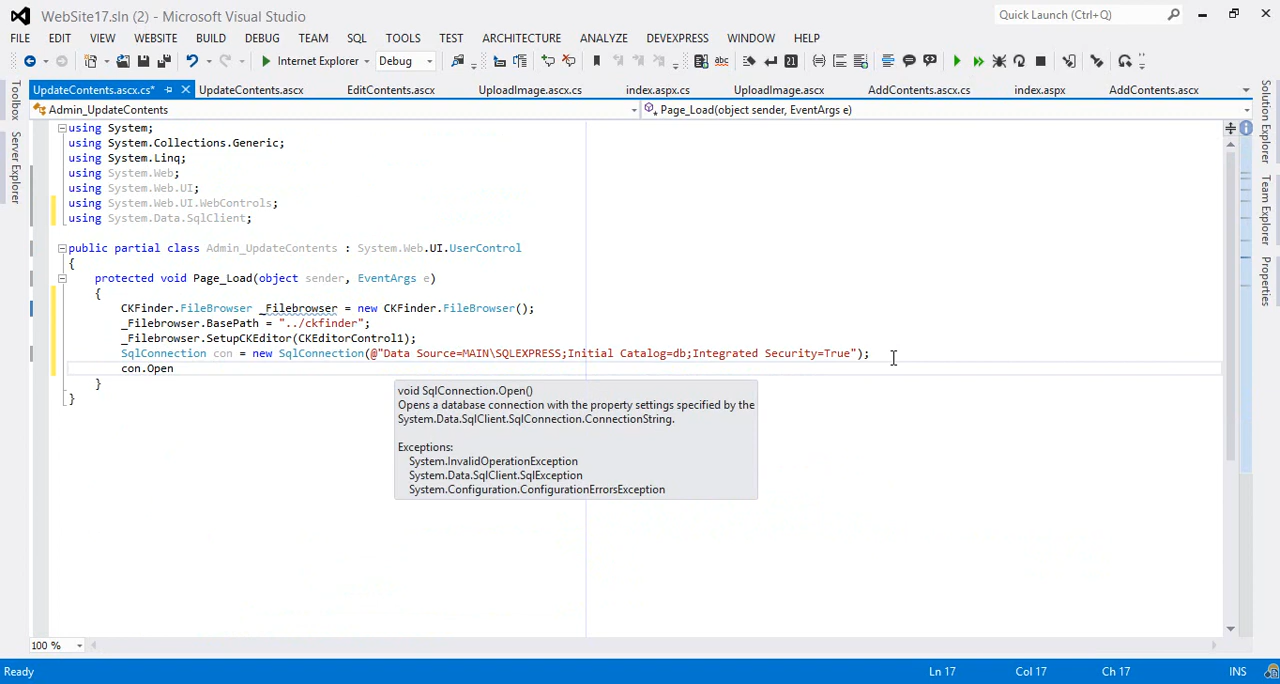 WebSite17.sln (2) - Microsoft Visual Studio
Quick Launch (Ctrl+Q)
FILE EDIT VIEW WEBSITE BUILD DEBUG TEAM SQL TOOLS TEST ARCHITECTURE ANALYZE DEVEXPRESS WINDOW HELP
Internet Explorer Debug
UpdateContents.ascx.cs* UpdateContents.ascx EditContents.ascx UploadImage.ascx.cs index.aspx.cs UploadImage.ascx AddContents.ascx.cs index.aspx AddContents.ascx
Admin_UpdateContents Page_Load(object sender, EventArgs e)
Toolbox
Server Explorer
Solution Explorer
Team Explorer
Properties
using System;
using System.Collections.Generic;
using System.Linq;
using System.Web;
using System.Web.UI;
using System.Web.UI.WebControls;
using System.Data.SqlClient;
public partial class Admin_UpdateContents : System.Web.UI.UserControl
{
protected void Page_Load(object sender, EventArgs e)
{
CKFinder.FileBrowser _Filebrowser = new CKFinder.FileBrowser();
_Filebrowser.BasePath = "../ckfinder";
_Filebrowser.SetupCKEditor(CKEditorControl1);
SqlConnection con = new SqlConnection(@"Data Source=MAIN\SQLEXPRESS;Initial Catalog=db;Integrated Security=True");
con.Open
}
}
void SqlConnection.Open()
Opens a database connection with the property settings specified by the
System.Data.SqlClient.SqlConnection.ConnectionString.
Exceptions:
System.InvalidOperationException
System.Data.SqlClient.SqlException
System.Configuration.ConfigurationErrorsException
100 %
Ready Ln 17 Col 17 Ch 17 INS